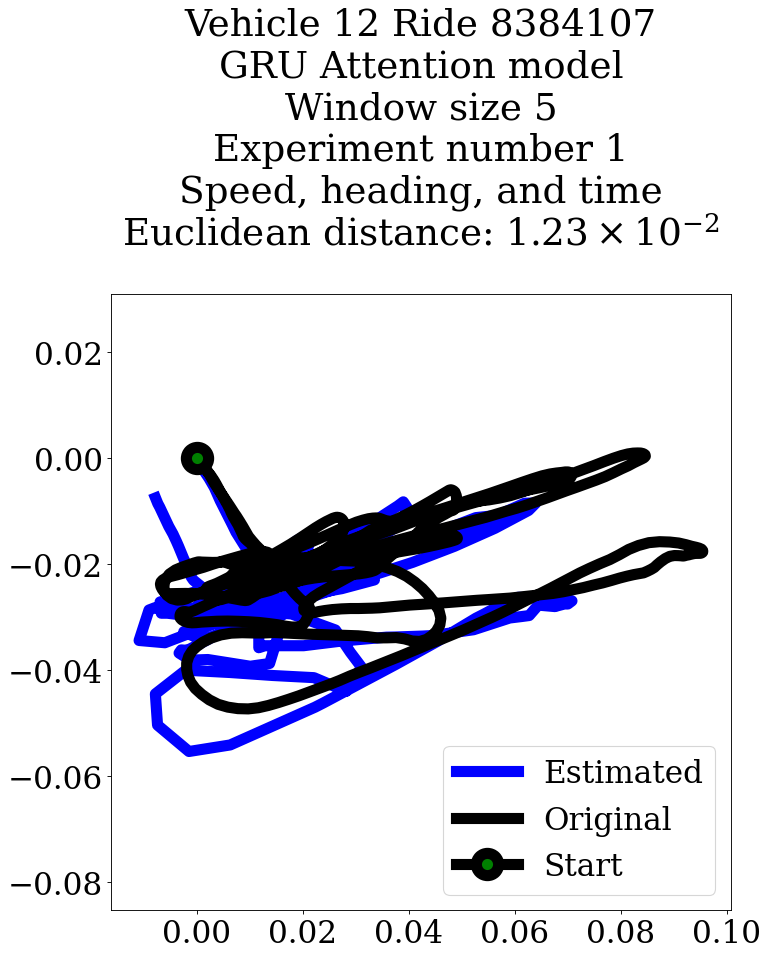 Vehicle 12 Ride 8384107
GRU Attention model
Window size 5
Experiment number 1
Speed, heading, and time
Euclidean distance: 1.23 × 10⁻²
0.02
0.00
−0.02
−0.04
−0.06
−0.08
Estimated
Original
Start
0.00 0.02 0.04 0.06 0.08 0.10